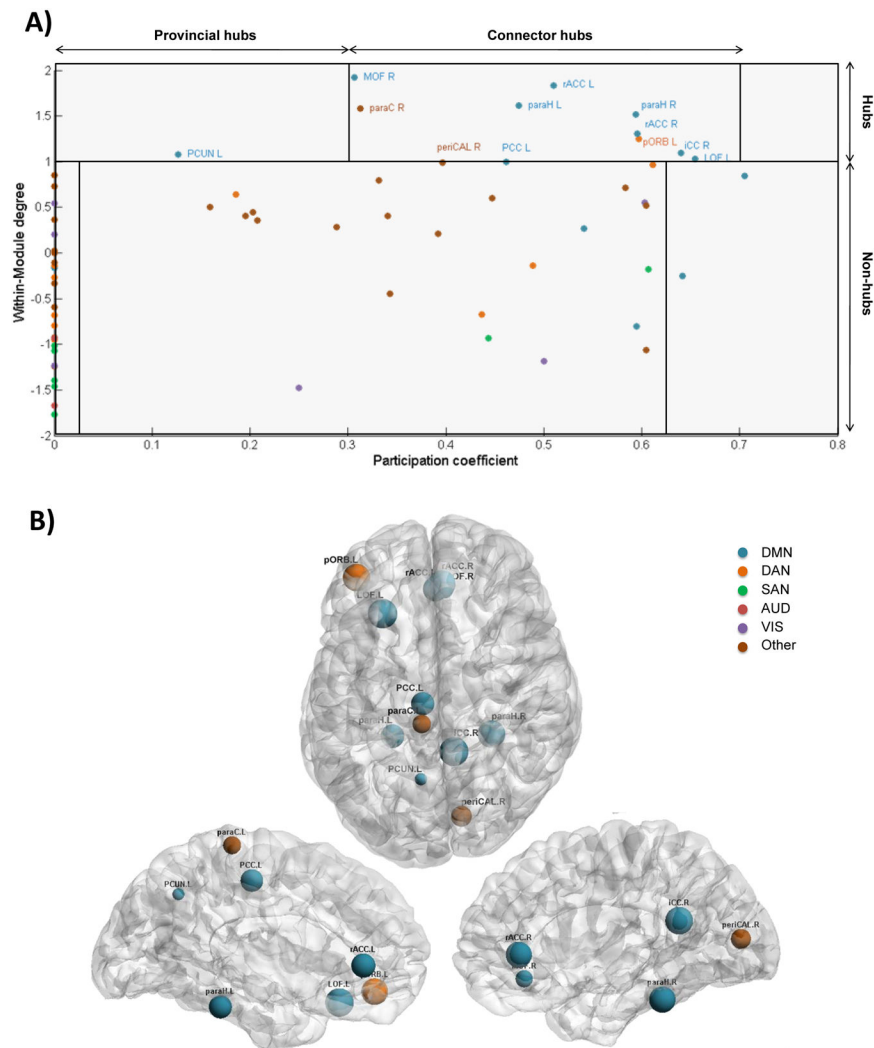 A)
Provincial hubs
Connector hubs
2
1.5
1
0.5
0
-0.5
-1
-1.5
-2
Within-Module degree
MOF R
rACC L
paraC R
paraH L
paraH R
rACC R
periCAL R
pORB L
PCUN L
PCC L
iCC R
LOF L
Hubs
Non-hubs
0
0.1
0.2
0.3
0.4
0.5
0.6
0.7
0.8
Participation coefficient
B)
pORB.L
rACC.R
LOF.L
PCC.L
paraH.L
paraH.R
PCUN.L
periCAL.R
DMN
DAN
SAN
AUD
VIS
Other
paraC.L
PCC.L
PCUN.L
rACC.L
LOF.L
paraH.L
iCC.R
periCAL.R
rACC.R
paraH.R